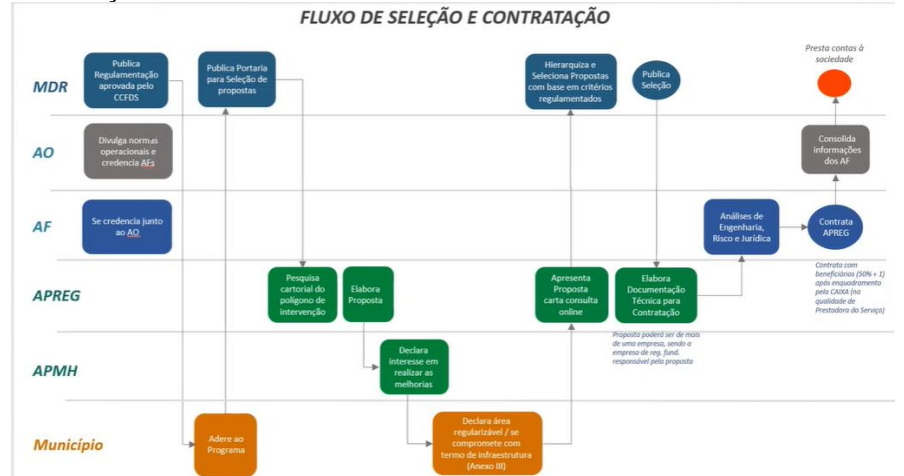 FLUXO DE SELEÇÃO E CONTRATAÇÃO
MDR
Publica
Regulamentação
aprovada pelo
CCFDS
Publica Portaria
para Seleção de
propostas
Hierarquiza e
Seleciona Propostas
com base em critérios
regulamentados
Publica
Seleção
Presta contas à
sociedade
AO
Divulga normas
operacionais e
credencia AFs
Consolida
informações
dos AF
AF
Se credencia junto
ao AO
Análises de
Engenharia,
Risco e Jurídica
Contrata
APREG
Contrata com
beneficiários (50% + 1)
após enquadramento
pela CAIXA (na
qualidade de
Prestadora do Serviço)
APREG
Pesquisa
cartorial do
polígono de
intervenção
Elabora
Proposta
Apresenta
Proposta
carta consulta
online
Elabora
Documentação
Técnica para
Contratação
Proposta poderá ser de mais
de uma empresa, sendo o
empresa de reg. fund.
responsável pela proposta
APMH
Declara
interesse em
realizar as
melhorias
Município
Adere ao
Programa
Declara área
regularizável / se
compromete com
termo de infraestrutura
(Anexo III)